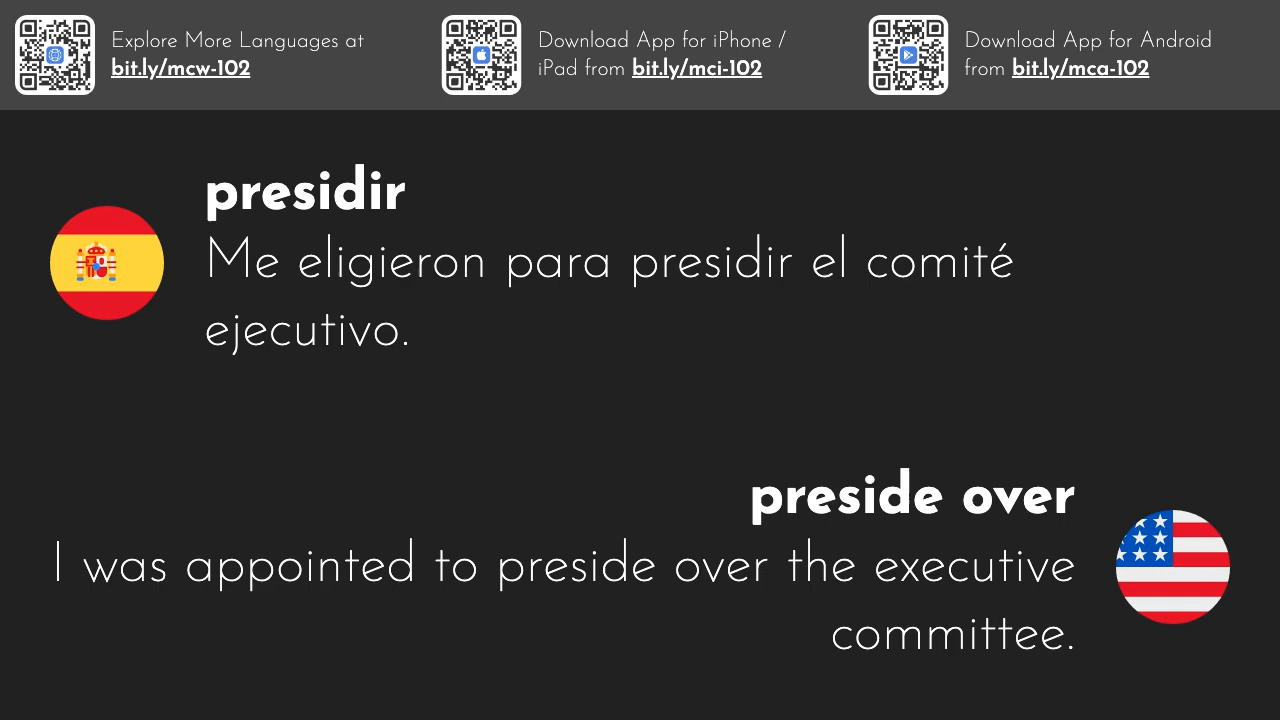 Explore More Languages at
bit.ly/mcw-102
Download App for iPhone /
iPad from bit.ly/mci-102
Download App for Android
from bit.ly/mca-102
presidir
Me eligieron para presidir el comité
ejecutivo.
preside over
I was appointed to preside over the executive
committee.